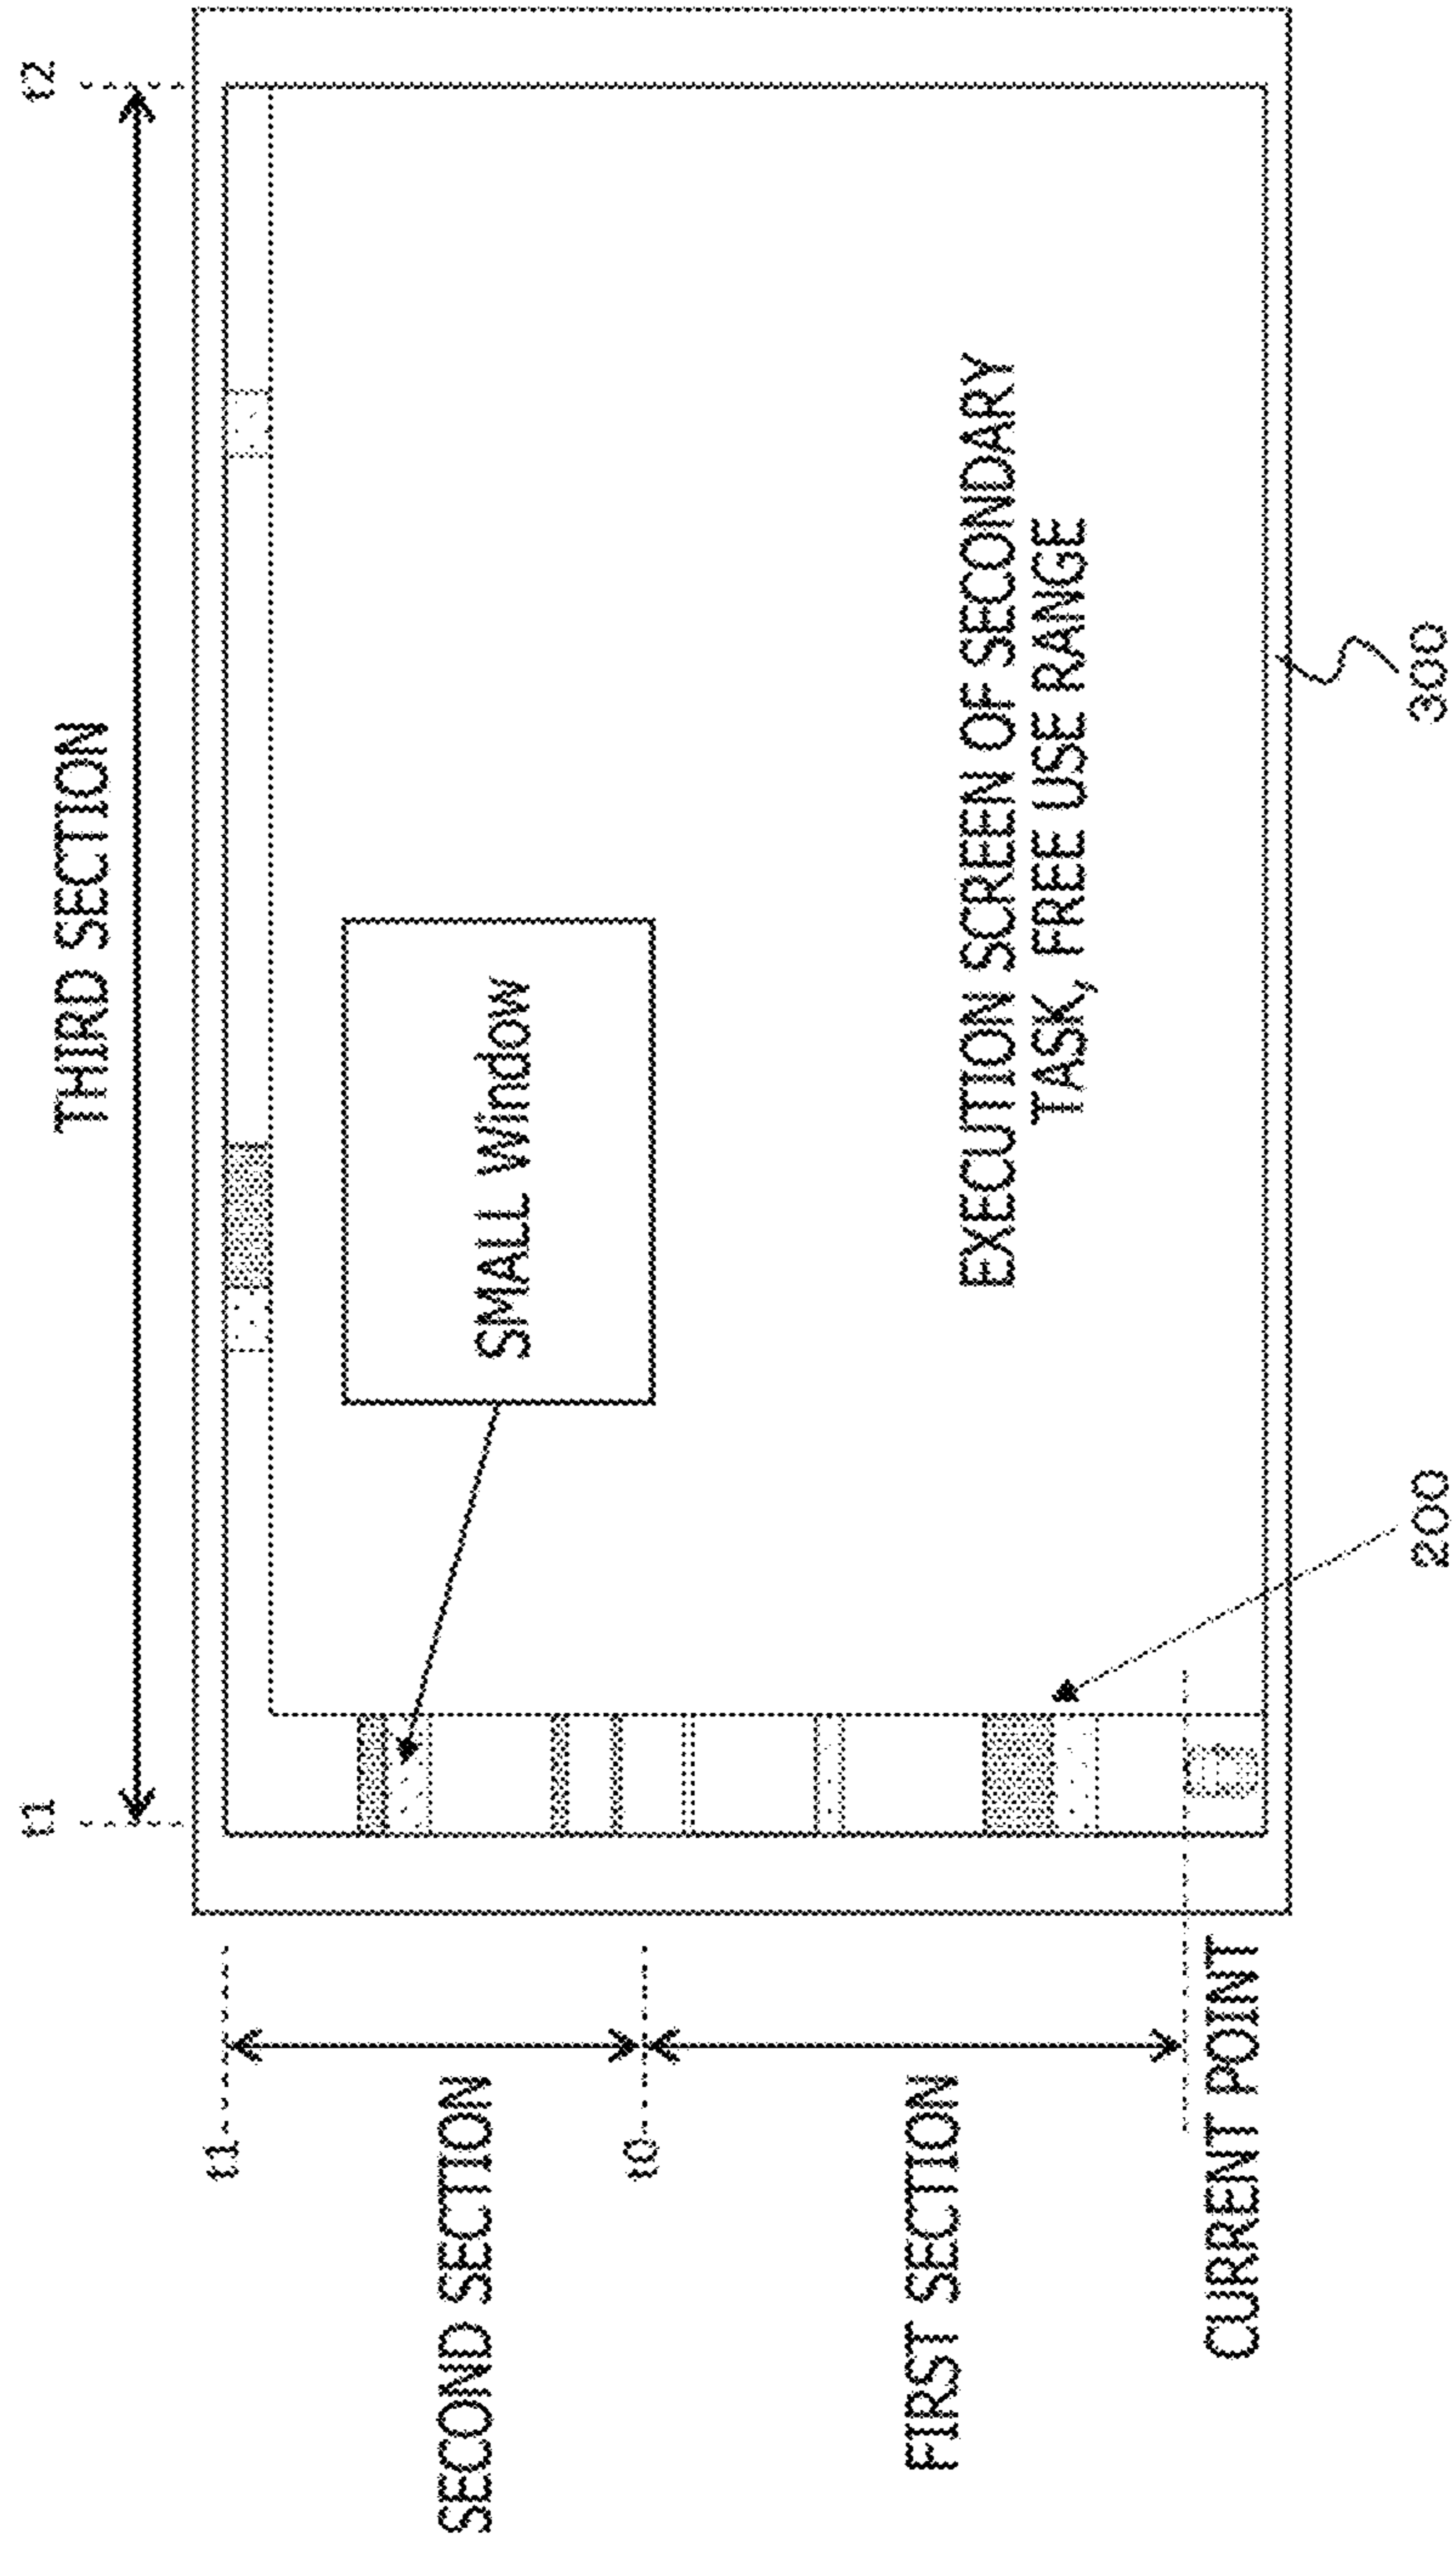 t1
t2
THIRD SECTION
t1
SECOND SECTION
SMALL Window
t0
FIRST SECTION
EXECUTION SCREEN OF SECONDARY
TASK, FREE USE RANGE
CURRENT POINT
200
300